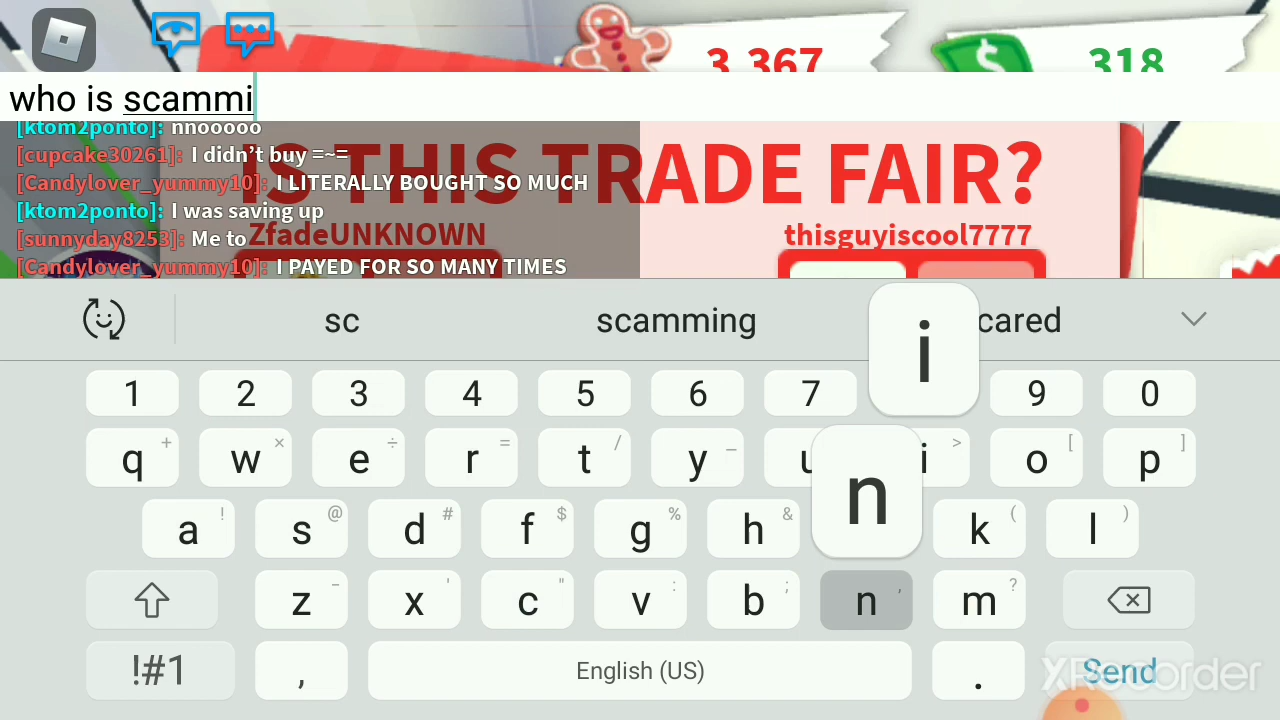 3,367
318
who is scammi
[ktom2ponto]: nnooooo
[cupcake30261]: I didn't buy =~=
[Candylover_yummy10]: I LITERALLY BOUGHT SO MUCH
[ktom2ponto]: I was saving up
[sunnyday8253]: Me to
[Candylover_yummy10]: I PAYED FOR SO MANY TIMES
IS THIS TRADE FAIR?
ZfadeUNKNOWN
thisguyiscool7777
sc scamming cared
i
1 2 3 4 5 6 7 9 0
q + w × e ÷ r = t / y _ u i > o [ p ]
n
a ! s @ d # f $ g % h & k ( l )
z - x ' c " v : b ; n , m ?
!#1 , English (US) . Send
XRecorder